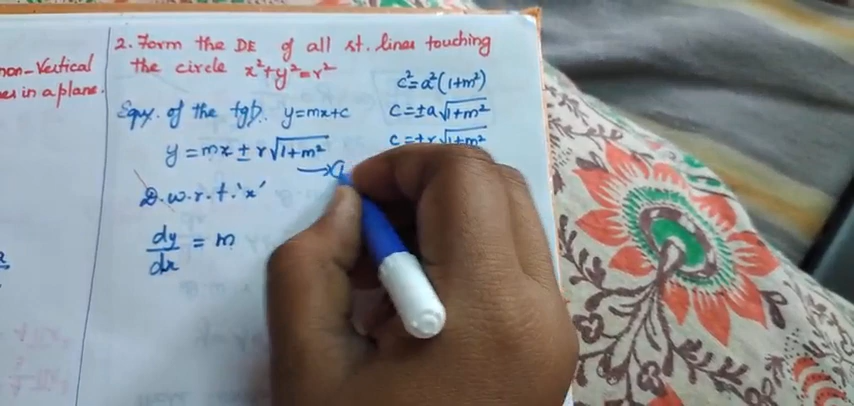 non-Vertical
es in a plane.
2. Form the DE of all st. lines touching
the circle x²+y²=r²
Eqn. of the tgt. y=mx+c
y = mx ± r√1+m²
D.w.r.t. 'x'
dy/dx = m
c²=a²(1+m²)
c=±a√1+m²
c=±r√1+m²